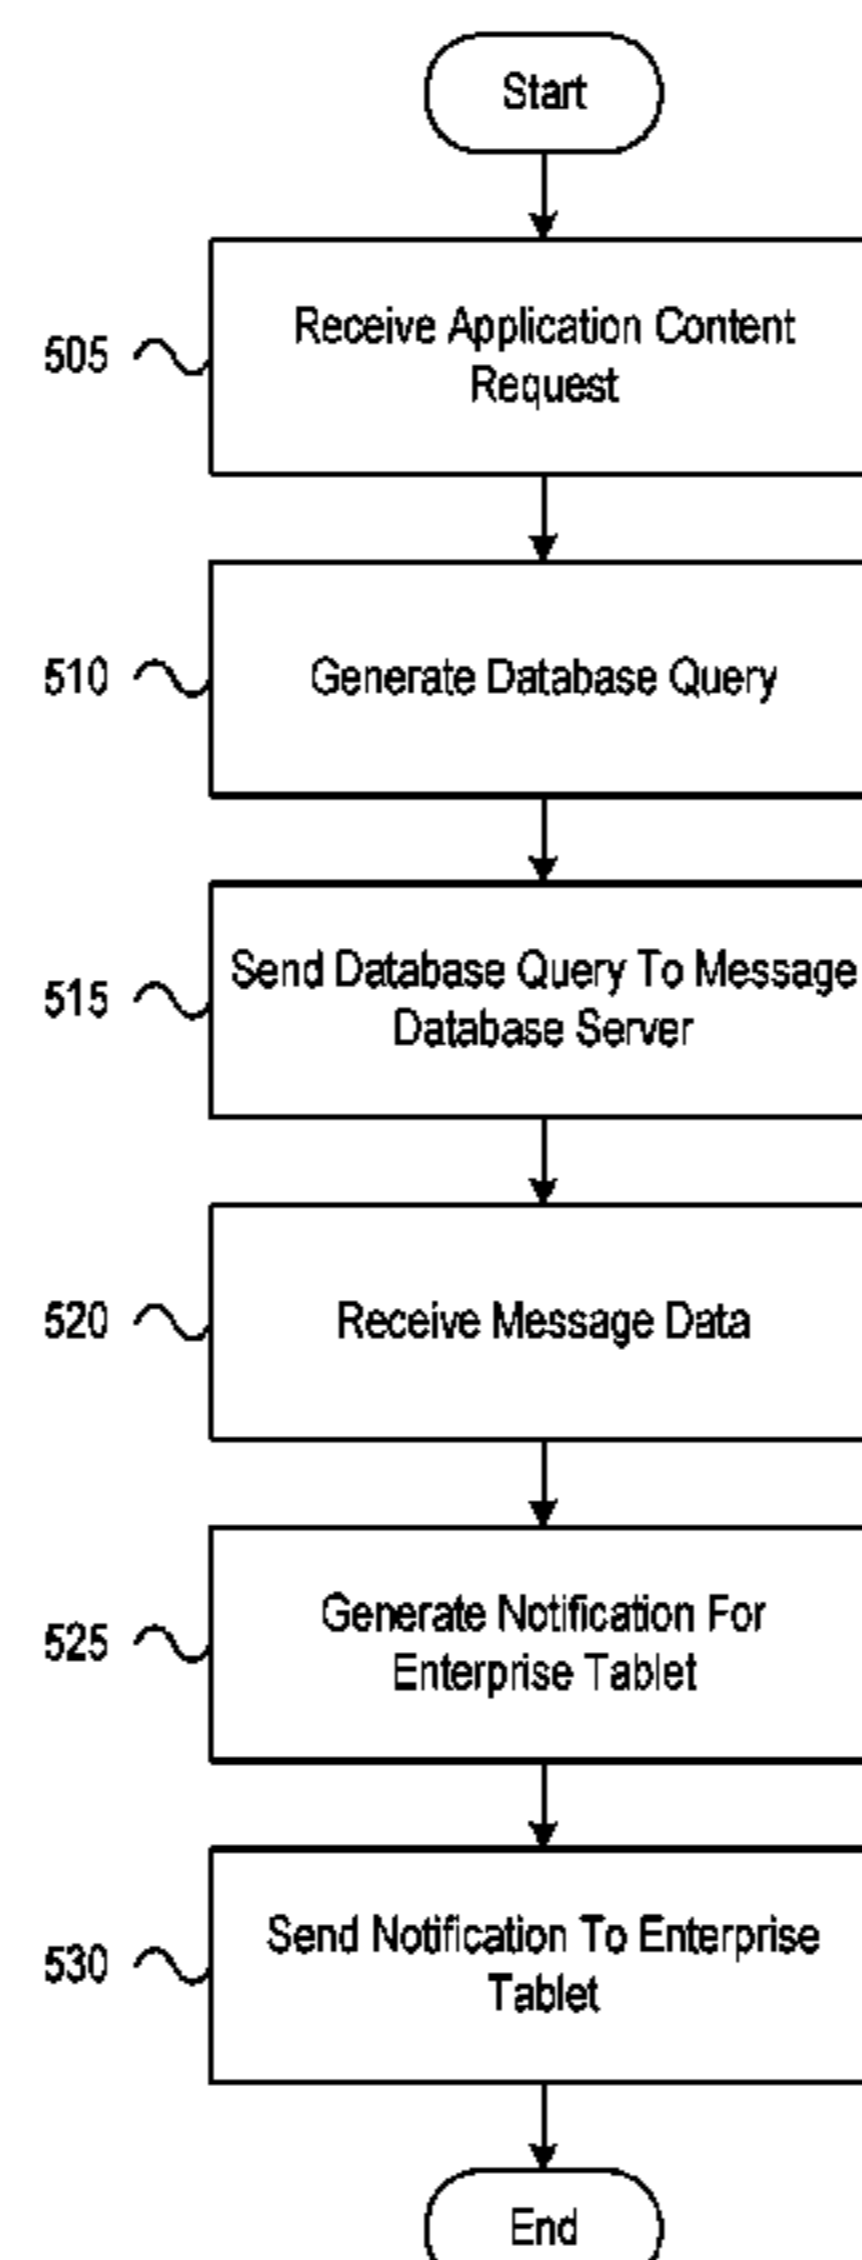 Start
505
Receive Application Content
Request
510
Generate Database Query
515
Send Database Query To Message
Database Server
520
Receive Message Data
525
Generate Notification For
Enterprise Tablet
530
Send Notification To Enterprise
Tablet
End